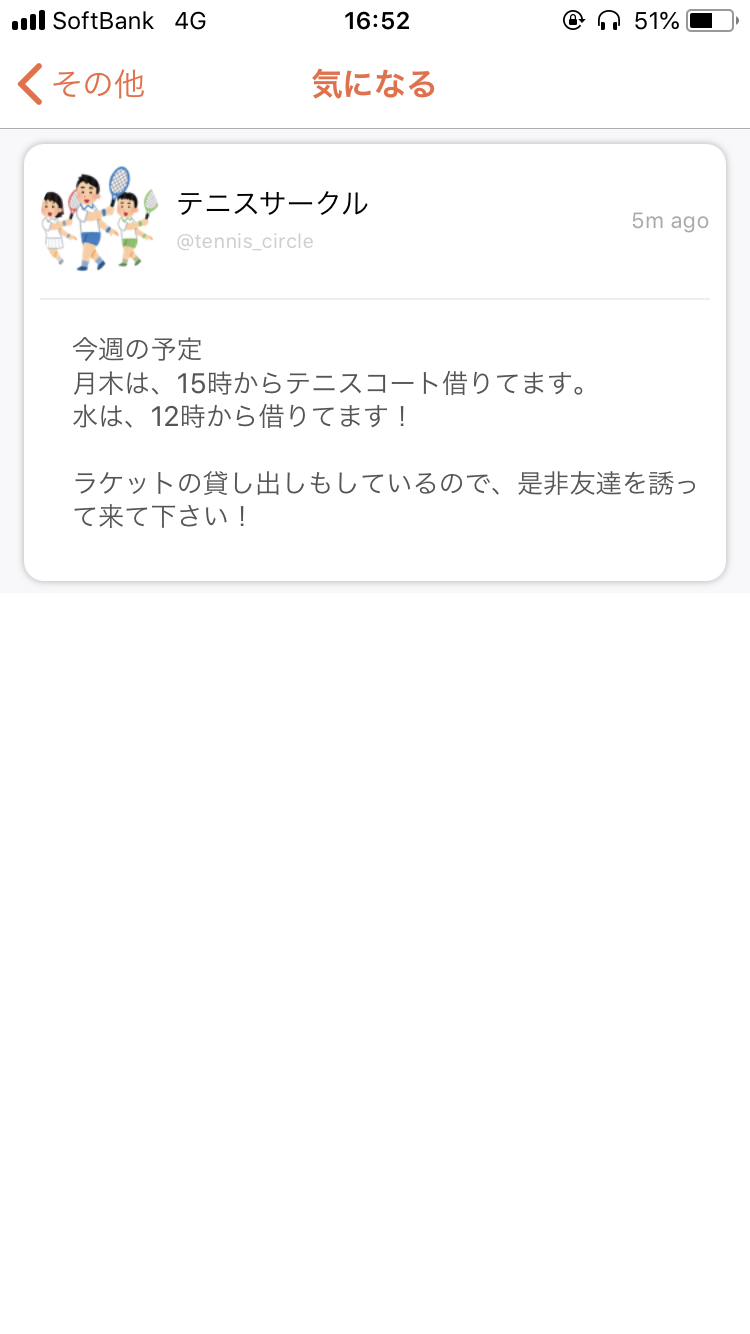 SoftBank 4G 16:52 51%
その他 気になる
テニスサークル
@tennis_circle
5m ago
今週の予定
月木は、15時からテニスコート借りてます。
水は、12時から借りてます！
ラケットの貸し出しもしているので、是非友達を誘っ
て来て下さい！